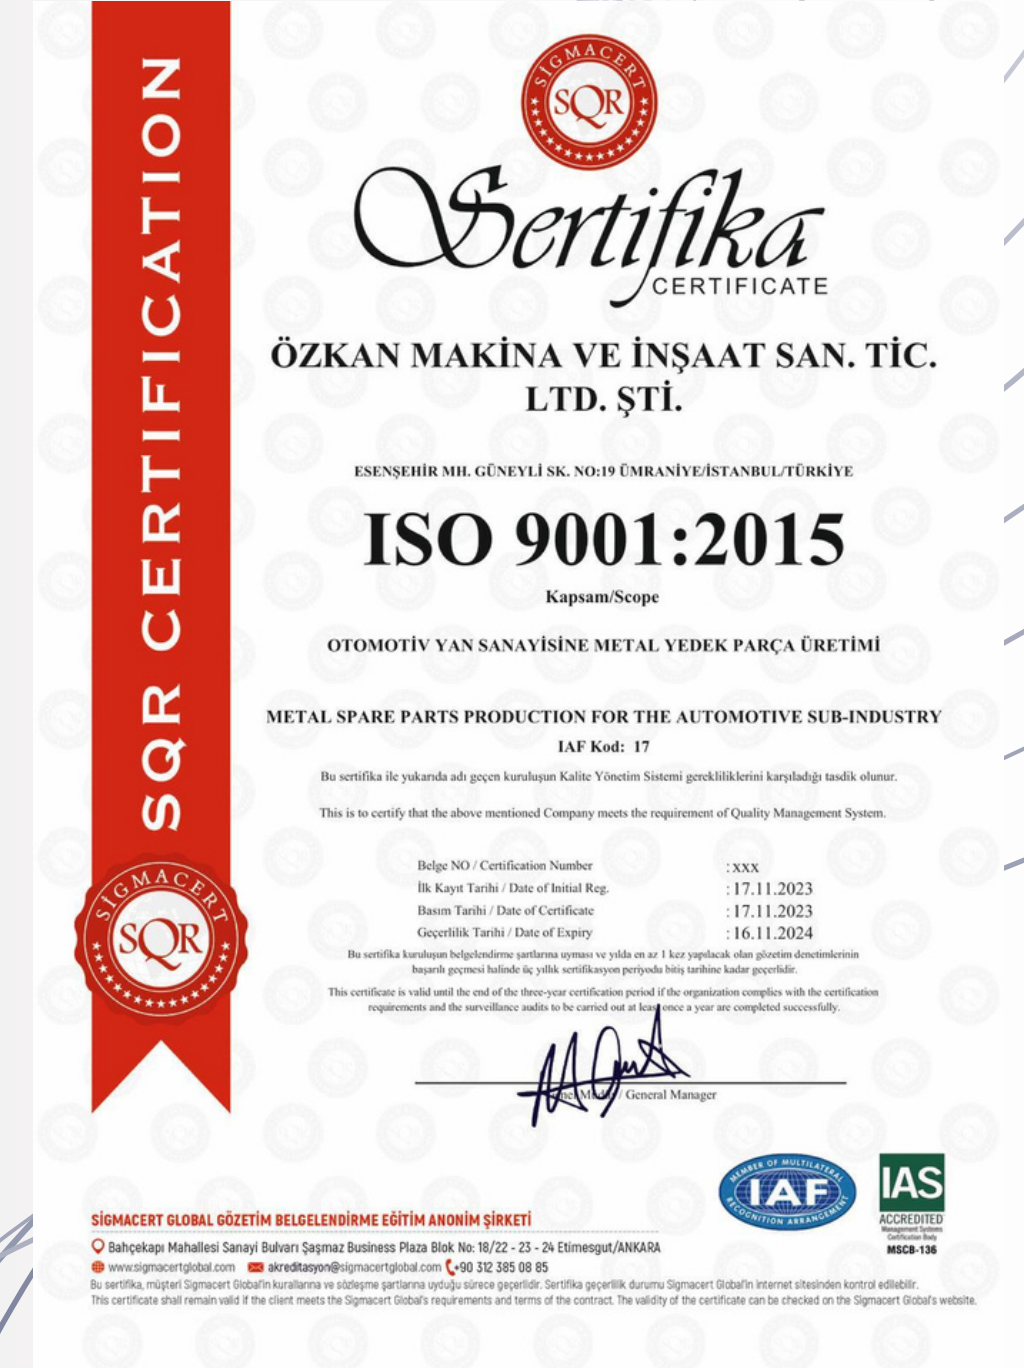 SQR CERTIFICATION
SİGMACERT
SQR
Sertifika
CERTIFICATE
ÖZKAN MAKİNA VE İNŞAAT SAN. TİC.
LTD. ŞTİ.
ESENŞEHİR MH. GÜNEYLİ SK. NO:19 ÜMRANİYE/İSTANBUL/TÜRKİYE
ISO 9001:2015
Kapsam/Scope
OTOMOTİV YAN SANAYİSİNE METAL YEDEK PARÇA ÜRETİMİ
METAL SPARE PARTS PRODUCTION FOR THE AUTOMOTIVE SUB-INDUSTRY
IAF Kod: 17
Bu sertifika ile yukarıda adı geçen kuruluşun Kalite Yönetim Sistemi gerekliliklerini karşıladığı tasdik olunur.
This is to certify that the above mentioned Company meets the requirement of Quality Management System.
Belge NO / Certification Number : xxx
İlk Kayıt Tarihi / Date of Initial Reg. : 17.11.2023
Basım Tarihi / Date of Certificate : 17.11.2023
Geçerlilik Tarihi / Date of Expiry : 16.11.2024
Bu sertifika kuruluşun belgelendirme şartlarına uyması ve yılda en az 1 kez yapılacak olan gözetim denetimlerinin
başarılı geçmesi halinde üç yıllık sertifikasyon periyodu bitiş tarihine kadar geçerlidir.
This certificate is valid until the end of the three-year certification period if the organization complies with the certification
requirements and the surveillance audits to be carried out at least once a year are completed successfully.
/ General Manager
SİGMACERT
SQR
MEMBER OF MULTILATERAL
IAF
RECOGNITION ARRANGEMENT
IAS
ACCREDITED
Management Systems
Certification Body
MSCB-136
SİGMACERT GLOBAL GÖZETİM BELGELENDİRME EĞİTİM ANONİM ŞİRKETİ
Bahçekapı Mahallesi Sanayi Bulvarı Şaşmaz Business Plaza Blok No: 18/22 - 23 - 24 Etimesgut/ANKARA
www.sigmacertglobal.com akreditasyon@sigmacertglobal.com +90 312 385 08 85
Bu sertifika, müşteri Sigmacert Global'in kurallarına ve sözleşme şartlarına uyduğu sürece geçerlidir. Sertifika geçerlilik durumu Sigmacert Global'in internet sitesinden kontrol edilebilir.
This certificate shall remain valid if the client meets the Sigmacert Global's requirements and terms of the contract. The validity of the certificate can be checked on the Sigmacert Global's website.